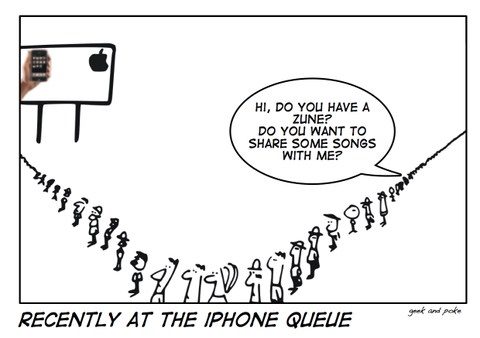 HI, DO YOU HAVE A
ZUNE?
DO YOU WANT TO
SHARE SOME SONGS
WITH ME?
geek and poke
RECENTLY AT THE IPHONE QUEUE